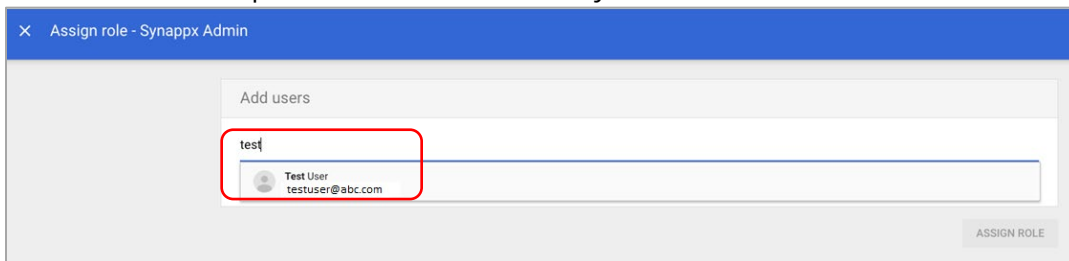 × Assign role - Synappx Admin
Add users
test
Test User
testuser@abc.com
ASSIGN ROLE